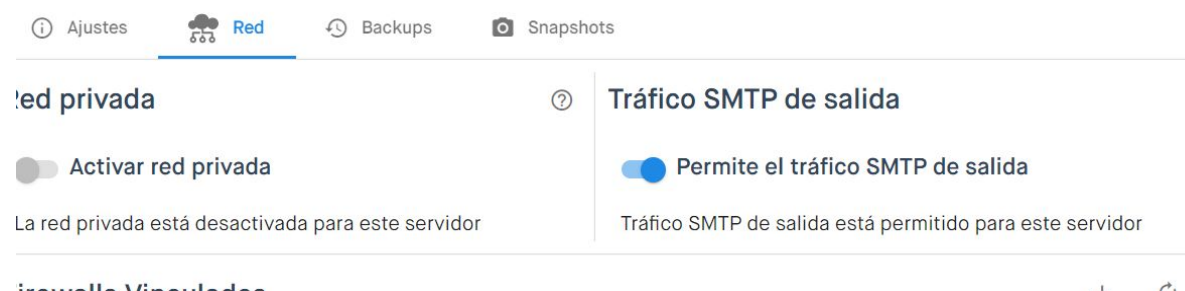 Ajustes Red Backups Snapshots
Red privada
Tráfico SMTP de salida
Activar red privada
Permite el tráfico SMTP de salida
La red privada está desactivada para este servidor
Tráfico SMTP de salida está permitido para este servidor